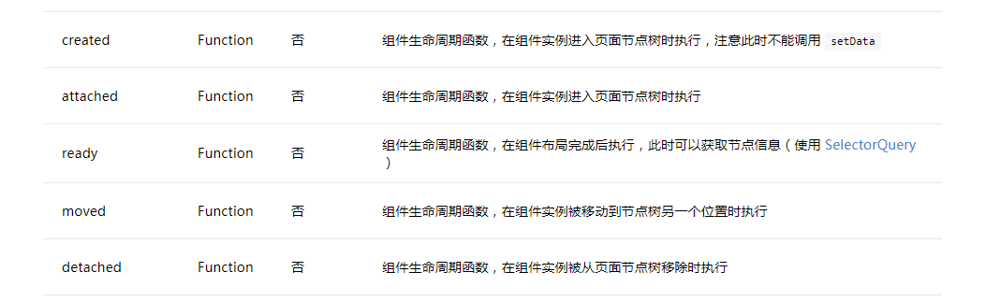 created Function 否 组件生命周期函数，在组件实例进入页面节点树时执行，注意此时不能调用 setData
attached Function 否 组件生命周期函数，在组件实例进入页面节点树时执行
ready Function 否 组件生命周期函数，在组件布局完成后执行，此时可以获取节点信息（使用 SelectorQuery
）
moved Function 否 组件生命周期函数，在组件实例被移动到节点树另一个位置时执行
detached Function 否 组件生命周期函数，在组件实例被从页面节点树移除时执行